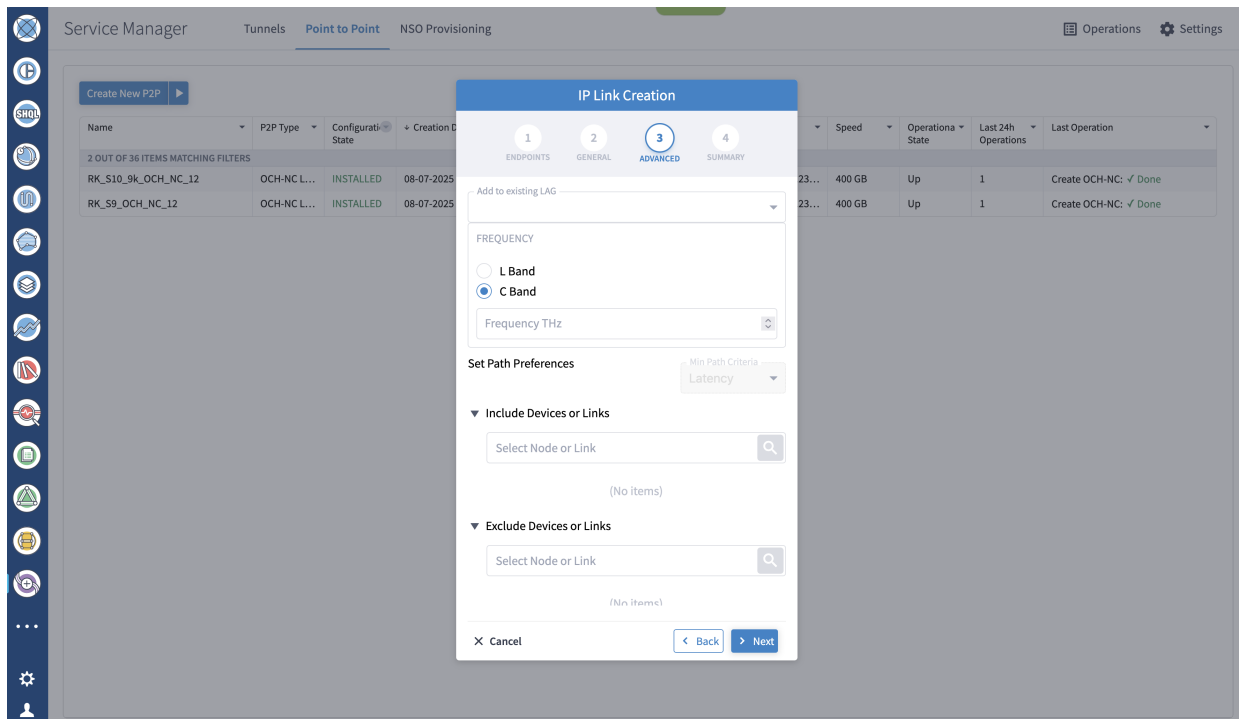 Service Manager
Tunnels
Point to Point
NSO Provisioning
Operations
Settings
SHQL
Create New P2P
Name
P2P Type
Configurati
State
Creation D
Speed
Operationa
State
Last 24h
Operations
Last Operation
2 OUT OF 36 ITEMS MATCHING FILTERS
RK_S10_9k_OCH_NC_12 OCH-NC L... INSTALLED 08-07-2025 23... 400 GB Up 1 Create OCH-NC: ✓ Done
RK_S9_OCH_NC_12 OCH-NC L... INSTALLED 08-07-2025 23... 400 GB Up 1 Create OCH-NC: ✓ Done
IP Link Creation
1 2 3 4
ENDPOINTS GENERAL ADVANCED SUMMARY
Add to existing LAG
FREQUENCY
L Band
C Band
Frequency THz
Set Path Preferences
Min Path Criteria
Latency
Include Devices or Links
Select Node or Link
(No items)
Exclude Devices or Links
Select Node or Link
(No items)
Cancel
Back
Next